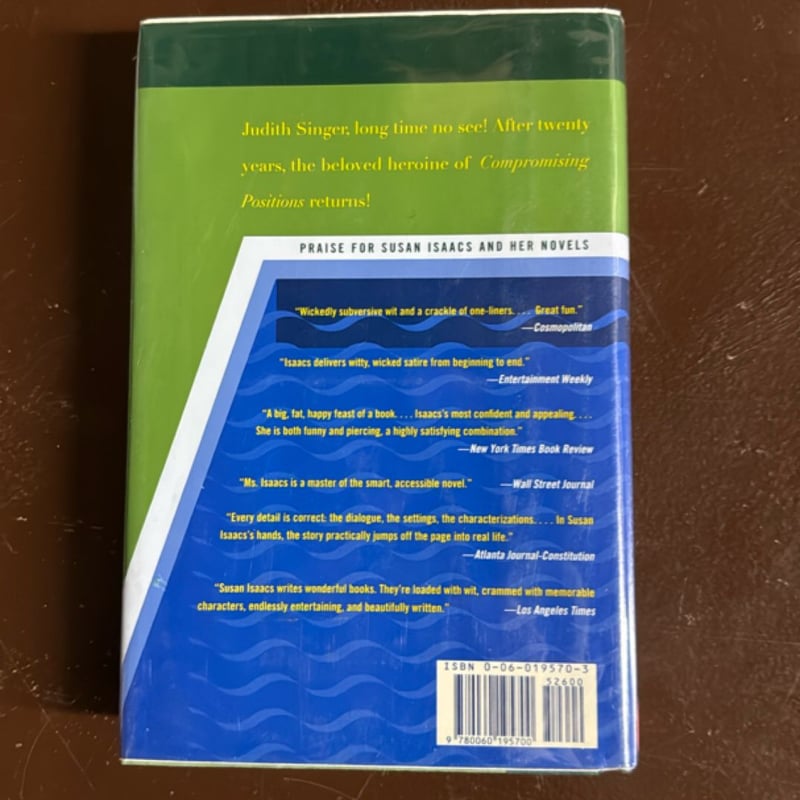 Judith Singer, long time no see! After twenty
years, the beloved heroine of Compromising
Positions returns!
PRAISE FOR SUSAN ISAACS AND HER NOVELS
“Wickedly subversive wit and a crackle of one-liners. . . . Great fun.”
—Cosmopolitan
“Isaacs delivers witty, wicked satire from beginning to end.”
—Entertainment Weekly
“A big, fat, happy feast of a book. . . . Isaacs's most confident and appealing. . . .
She is both funny and piercing, a highly satisfying combination.”
—New York Times Book Review
“Ms. Isaacs is a master of the smart, accessible novel.” —Wall Street Journal
“Every detail is correct: the dialogue, the settings, the characterizations. . . . In Susan
Isaacs's hands, the story practically jumps off the page into real life.”
—Atlanta Journal-Constitution
“Susan Isaacs writes wonderful books. They're loaded with wit, crammed with memorable
characters, endlessly entertaining, and beautifully written.” —Los Angeles Times
ISBN 0-06-019570-3
52600
9 780060 195700